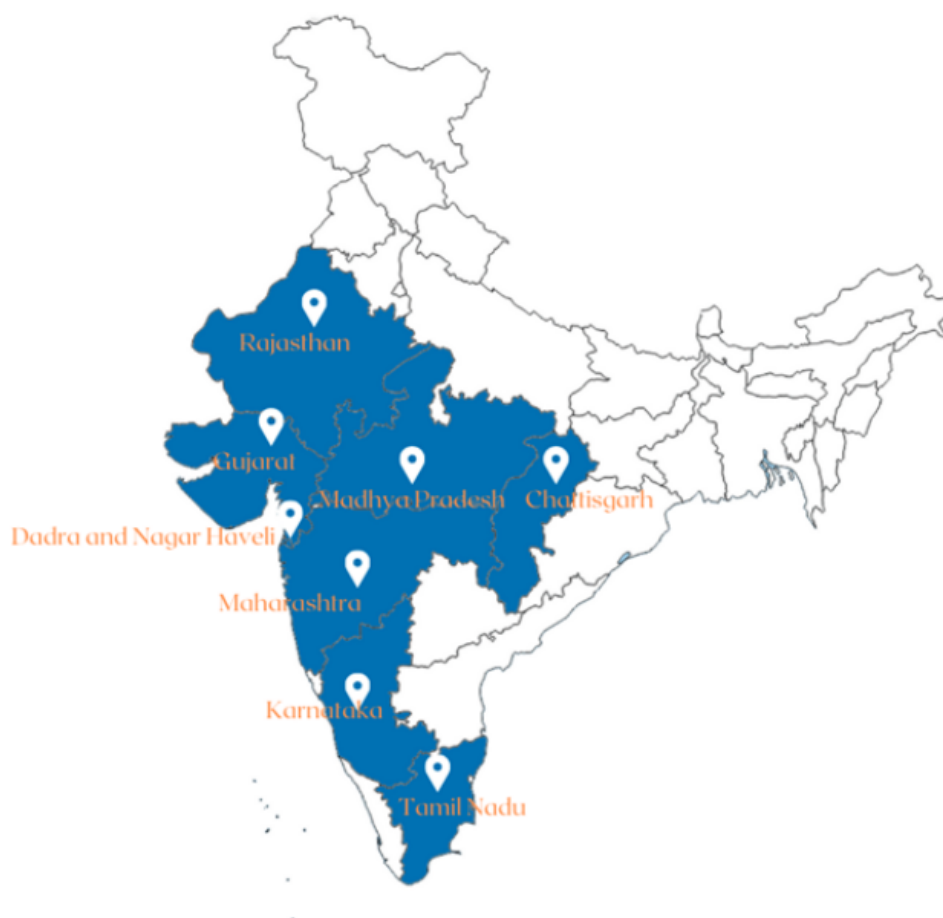 Rajasthan
Gujarat
Madhya Pradesh
Chattisgarh
Dadra and Nagar Haveli
Maharashtra
Karnataka
Tamil Nadu